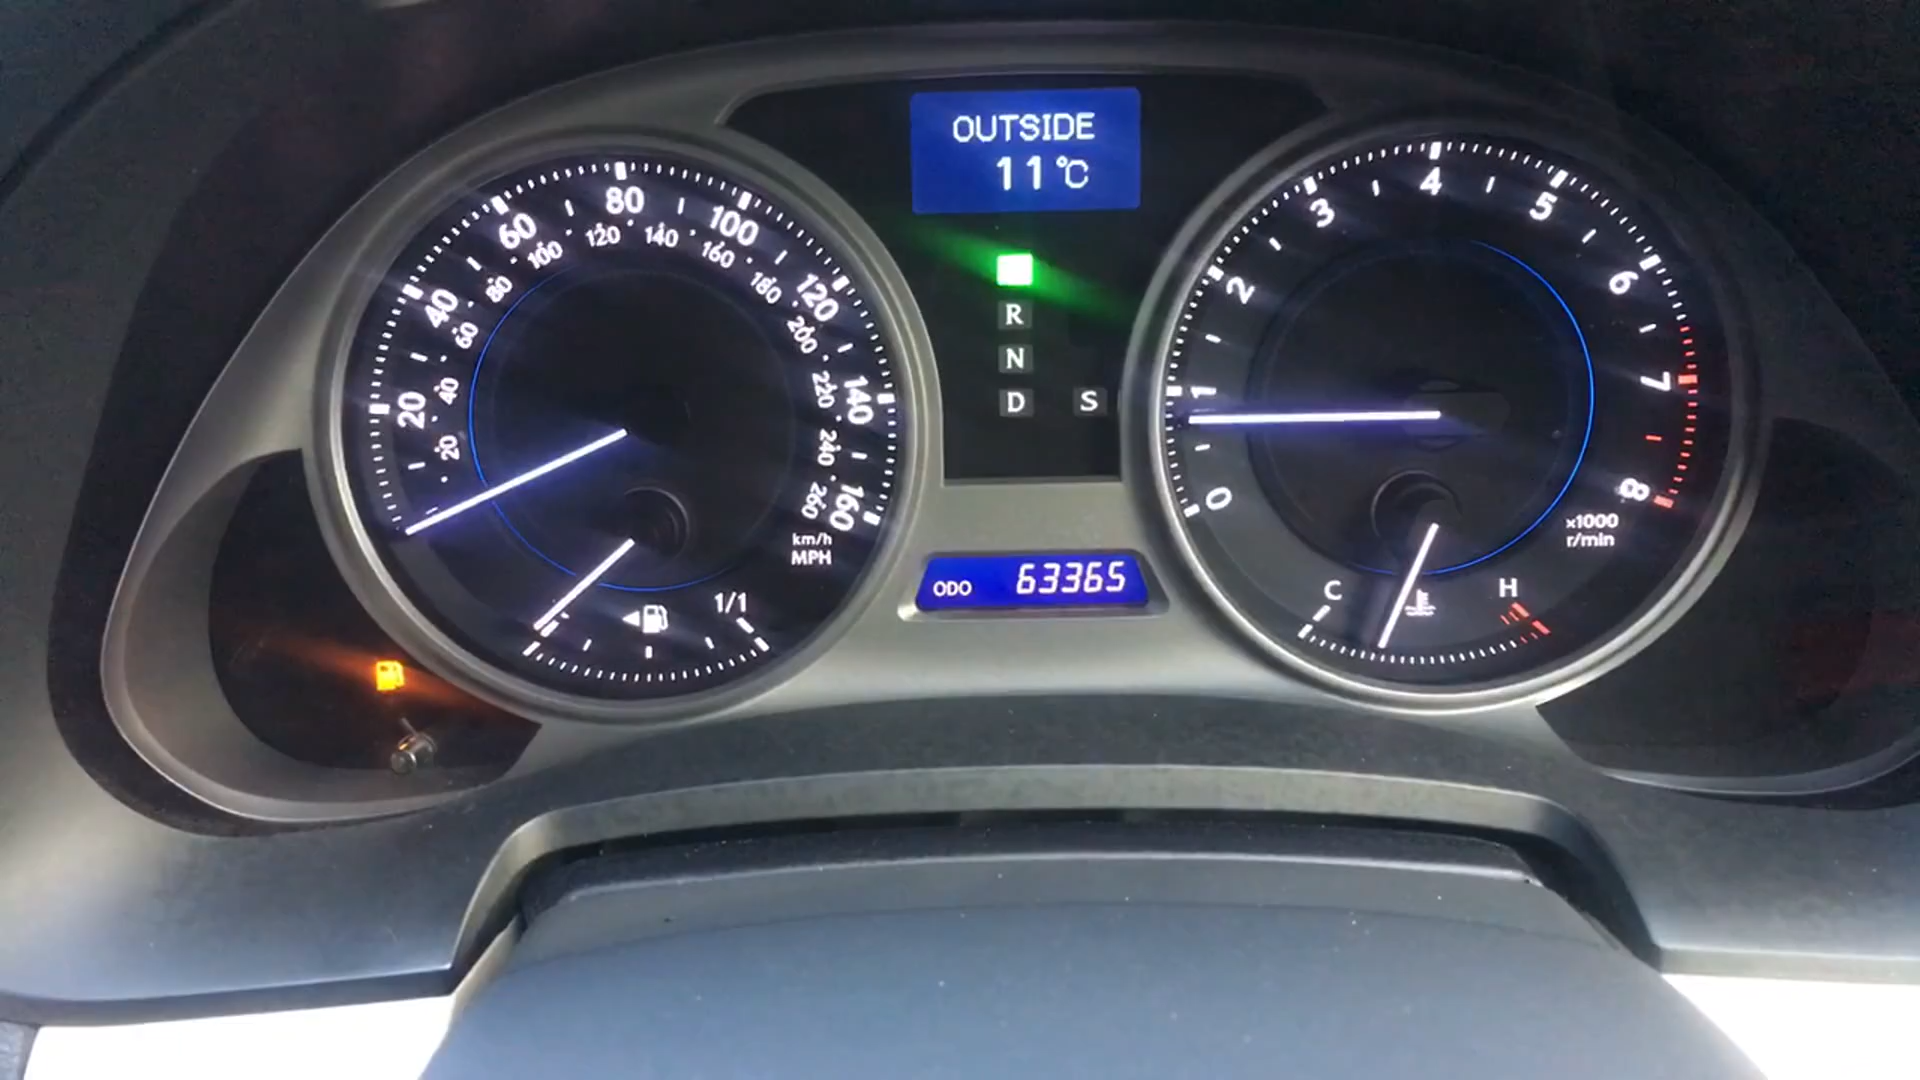 OUTSIDE
11°C
R
N
D S
20 40 60 80 100 120 140 160
20 40 60 80 100 120 140 160 180 200 220 240 260
km/h
MPH
1/1
ODO 63365
0 1 2 3 4 5 6 7 8
x1000
r/min
C H